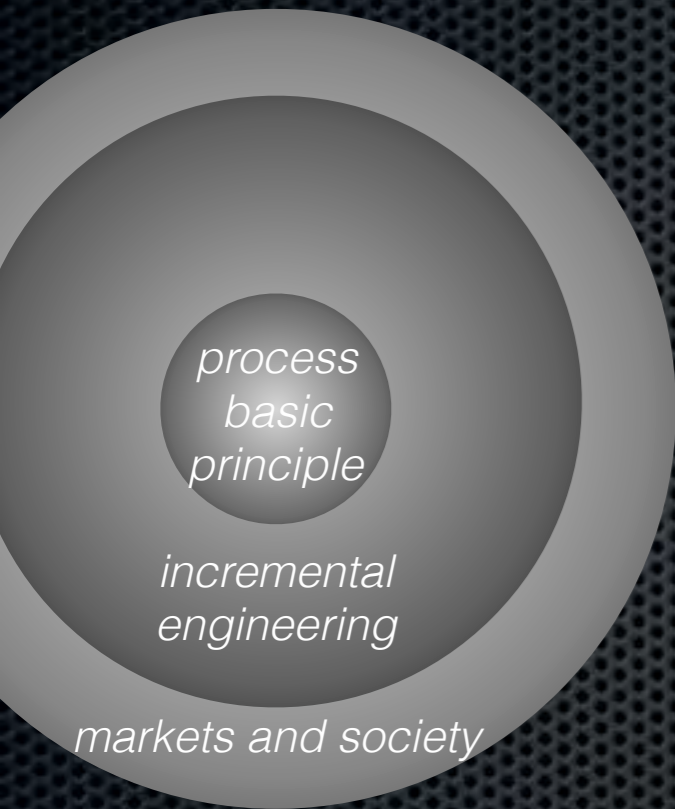 process
basic
principle
incremental
engineering
markets and society